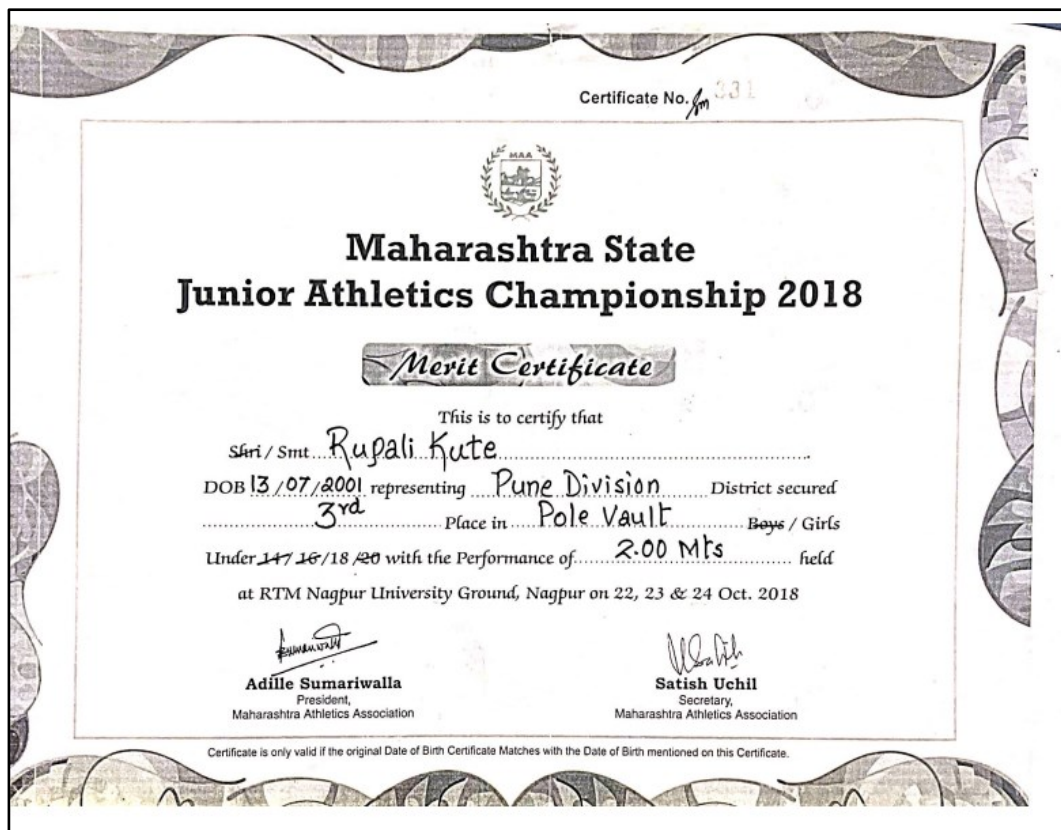 Certificate No. Jm 331
MAA
Maharashtra State
Junior Athletics Championship 2018
Merit Certificate
This is to certify that
Shri / Smt Rupali Kute
DOB 13/07/2001 representing Pune Division District secured
3rd Place in Pole Vault Boys / Girls
Under 14/ 16/18 /20 with the Performance of 2.00 Mts held
at RTM Nagpur University Ground, Nagpur on 22, 23 & 24 Oct. 2018
Adille Sumariwalla
President,
Maharashtra Athletics Association
Satish Uchil
Secretary,
Maharashtra Athletics Association
Certificate is only valid if the original Date of Birth Certificate Matches with the Date of Birth mentioned on this Certificate.